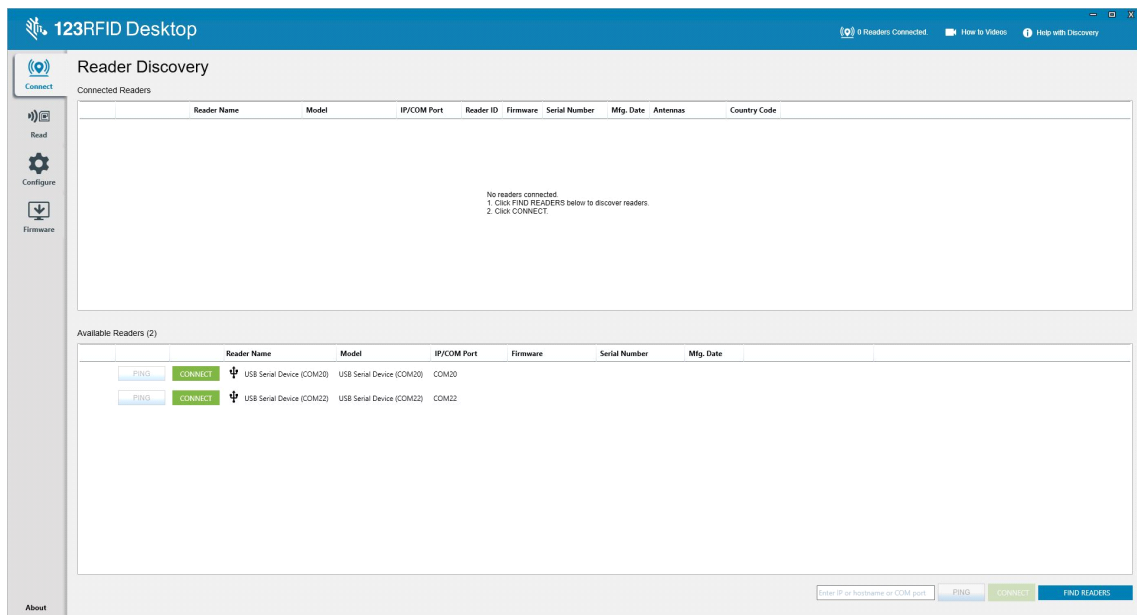 123RFID Desktop
0 Readers Connected. How to Videos Help with Discovery
Connect
Read
Configure
Firmware
About
Reader Discovery
Connected Readers
Reader Name Model IP/COM Port Reader ID Firmware Serial Number Mfg. Date Antennas Country Code
No readers connected.
1. Click FIND READERS below to discover readers.
2. Click CONNECT.
Available Readers (2)
Reader Name Model IP/COM Port Firmware Serial Number Mfg. Date
PING CONNECT USB Serial Device (COM20) USB Serial Device (COM20) COM20
PING CONNECT USB Serial Device (COM22) USB Serial Device (COM22) COM22
Enter IP or hostname or COM port PING CONNECT FIND READERS